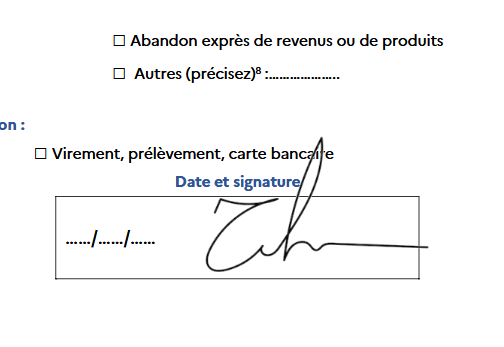 ☐ Abandon exprès de revenus ou de produits
☐ Autres (précisez)⁸ :………………..
on :
☐ Virement, prélèvement, carte bancaire
Date et signature
……/……/……